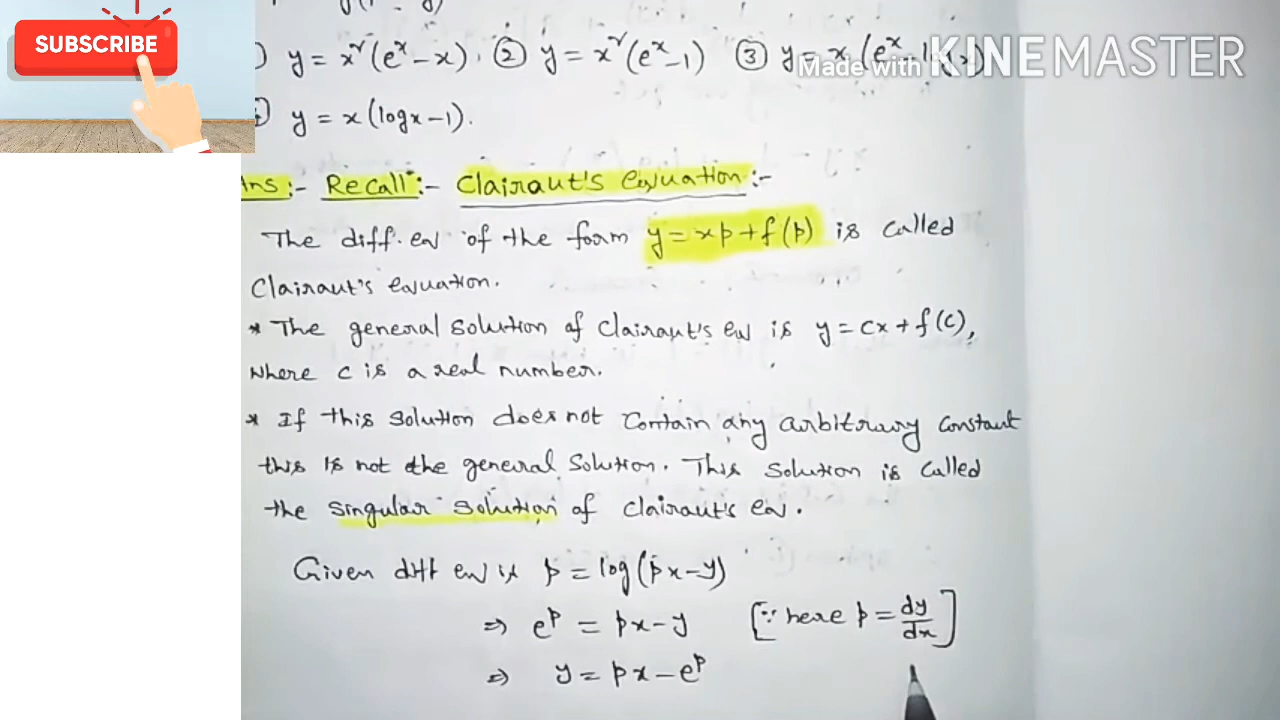 SUBSCRIBE
) y = x² (eˣ - x). ② y = x² (eˣ - 1) ③ y = x (eˣ
Made with KINEMASTER
y = x (log x - 1).
Ans :- Recall :- Clairaut's equation :-
The diff. eq of the form y = xp + f(p) is called
Clairaut's equation.
* The general solution of Clairaut's eq is y = cx + f(c),
where c is a real number.
* If this solution does not contain any arbitrary constant
this is not the general solution. This solution is called
the singular solution of Clairaut's eq.
Given diff eq is p = log(px - y)
⇒ eᵖ = px - y [∵ here p = dy/dx]
⇒ y = px - eᵖ